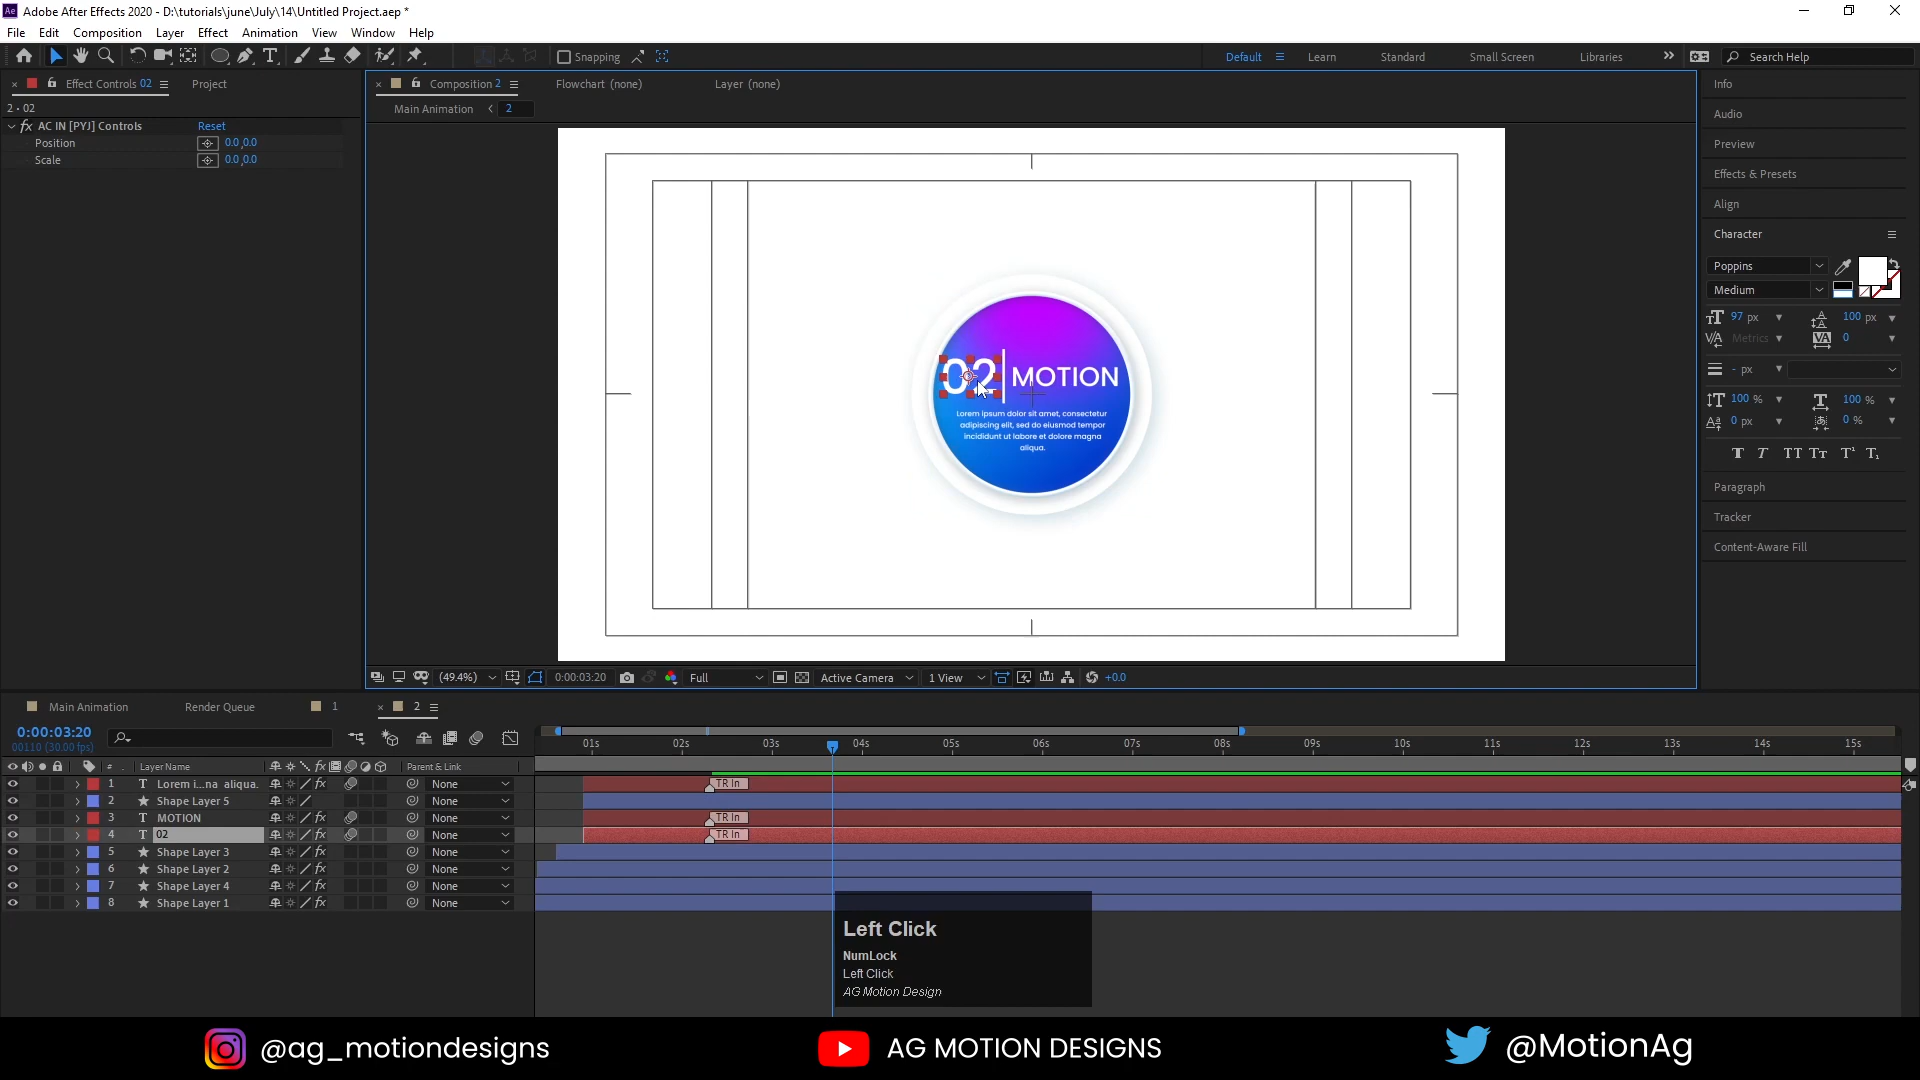 Adobe After Effects 2020 - D:\tutorials\june\July\14\Untitled Project.aep *
File Edit Composition Layer Effect Animation View Window Help
Snapping
Default Learn Standard Small Screen Libraries Search Help
Effect Controls 02 Project
2 • 02
fx AC IN [PYJ] Controls Reset
Position 0.0,0.0
Scale 0.0,0.0
Composition 2 Flowchart (none) Layer (none)
Main Animation 2
02 MOTION
Lorem ipsum dolor sit amet, consectetur
adipiscing elit, sed do eiusmod tempor
incididunt ut labore et dolore magna
aliqua.
(49.4%) 0:00:03:20 Full Active Camera 1 View +0.0
Info
Audio
Preview
Effects & Presets
Align
Character
Poppins
Medium
97 px 100 px
Metrics 0
- px
100 % 100 %
0 px 0 %
Paragraph
Tracker
Content-Aware Fill
Main Animation Render Queue 1 2
0:00:03:20
00110 (30.00 fps)
01s 02s 03s 04s 05s 06s 07s 08s 09s 10s 11s 12s 13s 14s 15s
# Layer Name Parent & Link
1 T Lorem i...na aliqua. None TR In
2 Shape Layer 5 None
3 T MOTION None TR In
4 T 02 None TR In
5 Shape Layer 3 None
6 Shape Layer 2 None
7 Shape Layer 4 None
8 Shape Layer 1 None
Left Click
NumLock
Left Click
AG Motion Design
@ag_motiondesigns AG MOTION DESIGNS @MotionAg